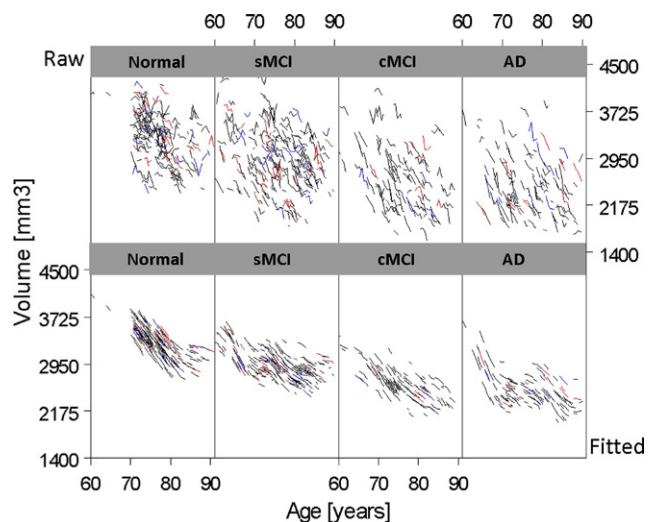 60 70 80 90 60 70 80 90
Raw Normal sMCI cMCI AD 4500
3725
2950
2175
1400
Normal sMCI cMCI AD
4500
3725
2950
2175
1400
Volume [mm3]
Fitted
60 70 80 90 60 70 80 90
Age [years]